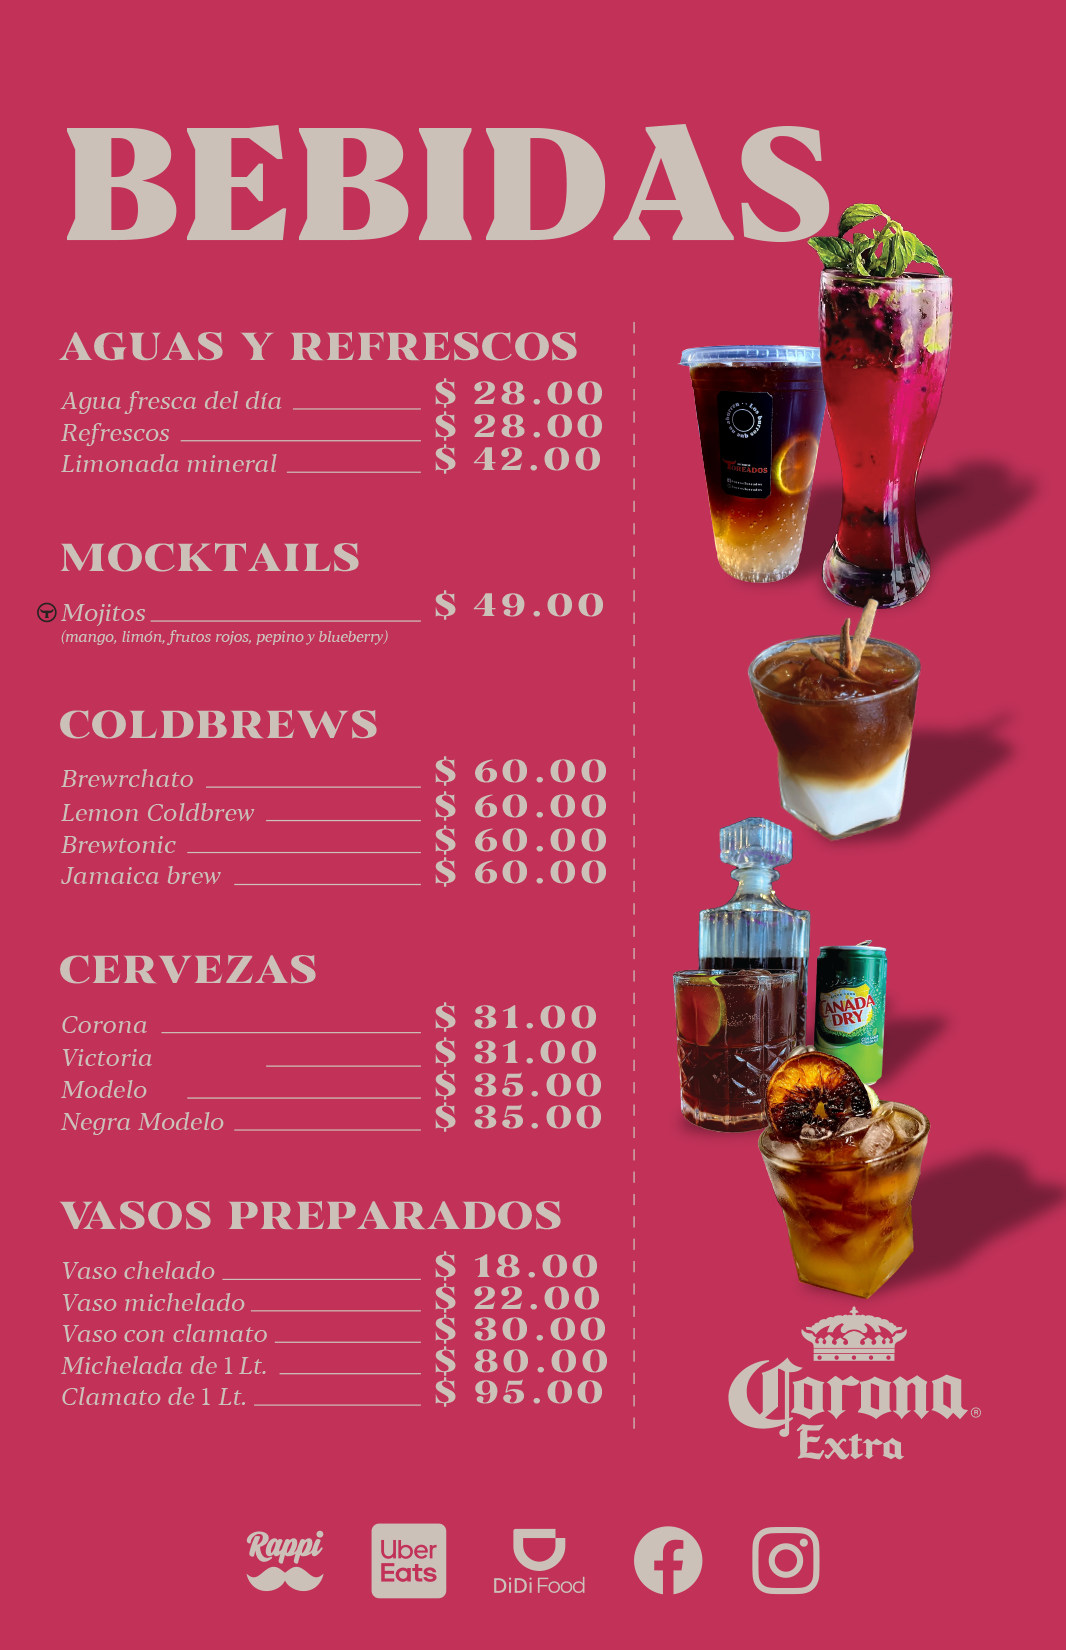 BEBIDAS
AGUAS Y REFRESCOS
Agua fresca del día $ 28.00
Refrescos $ 28.00
Limonada mineral $ 42.00
MOCKTAILS
Mojitos $ 49.00
(mango, limón, frutos rojos, pepino y blueberry)
COLDBREWS
Brewrchato $ 60.00
Lemon Coldbrew $ 60.00
Brewtonic $ 60.00
Jamaica brew $ 60.00
CERVEZAS
Corona $ 31.00
Victoria $ 31.00
Modelo $ 35.00
Negra Modelo $ 35.00
VASOS PREPARADOS
Vaso chelado $ 18.00
Vaso michelado $ 22.00
Vaso con clamato $ 30.00
Michelada de 1 Lt. $ 80.00
Clamato de 1 Lt. $ 95.00
CANADA
DRY
Corona®
Extra
Rappi
Uber
Eats
DiDi Food